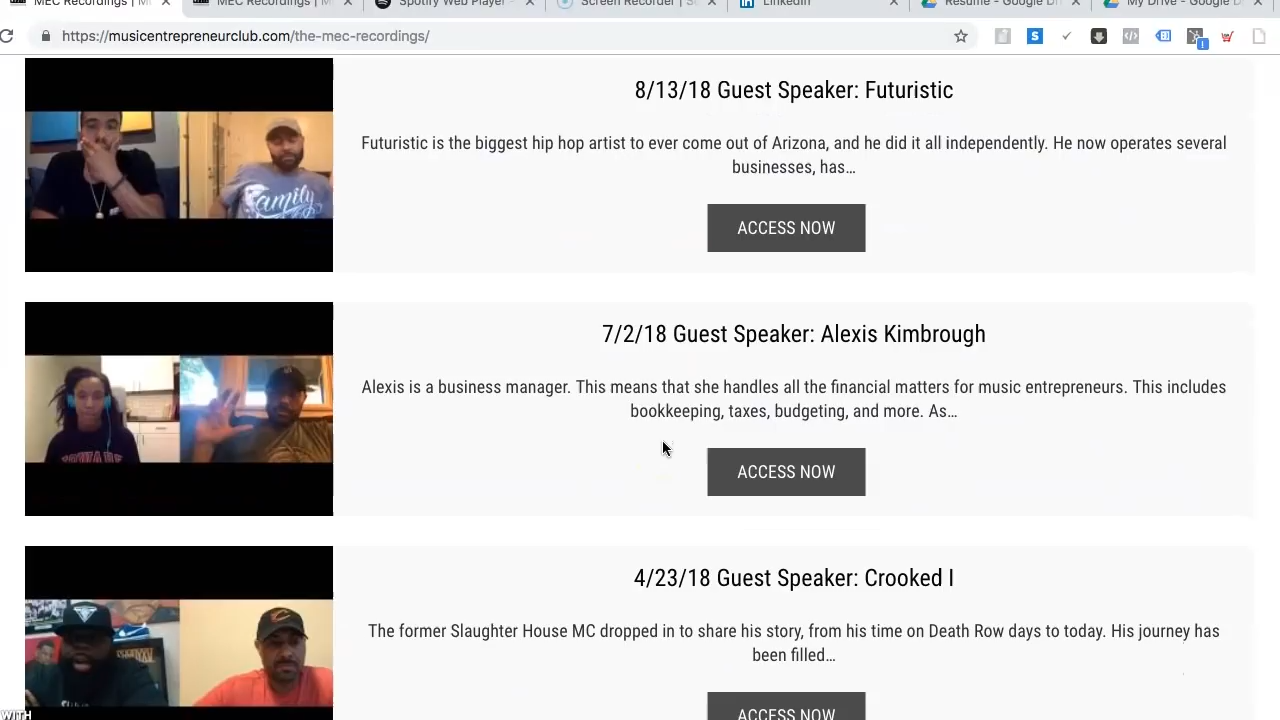 MEC Recordings | M
MEC Recordings | M
Spotify Web Player -
Screen Recorder | S
LinkedIn
Resume - Google Dr
My Drive - Google D
https://musicentrepreneurclub.com/the-mec-recordings/
8/13/18 Guest Speaker: Futuristic
Futuristic is the biggest hip hop artist to ever come out of Arizona, and he did it all independently. He now operates several
businesses, has…
ACCESS NOW
family
7/2/18 Guest Speaker: Alexis Kimbrough
Alexis is a business manager. This means that she handles all the financial matters for music entrepreneurs. This includes
bookkeeping, taxes, budgeting, and more. As…
ACCESS NOW
4/23/18 Guest Speaker: Crooked I
The former Slaughter House MC dropped in to share his story, from his time on Death Row days to today. His journey has
been filled…
ACCESS NOW
WITH